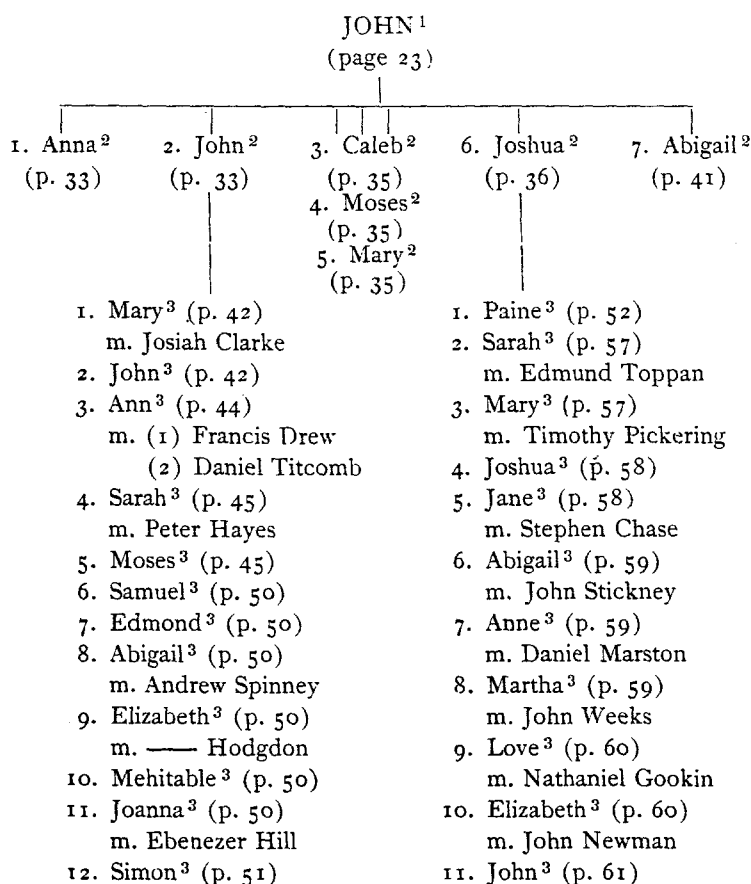 JOHN¹
(page 23)
1. Anna² 2. John² 3. Caleb² 6. Joshua² 7. Abigail²
(p. 33) (p. 33) (p. 35) (p. 36) (p. 41)
4. Moses²
(p. 35)
5. Mary²
(p. 35)
1. Mary³ (p. 42)
m. Josiah Clarke
2. John³ (p. 42)
3. Ann³ (p. 44)
m. (1) Francis Drew
(2) Daniel Titcomb
4. Sarah³ (p. 45)
m. Peter Hayes
5. Moses³ (p. 45)
6. Samuel³ (p. 50)
7. Edmond³ (p. 50)
8. Abigail³ (p. 50)
m. Andrew Spinney
9. Elizabeth³ (p. 50)
m. —— Hodgdon
10. Mehitable³ (p. 50)
11. Joanna³ (p. 50)
m. Ebenezer Hill
12. Simon³ (p. 51)
1. Paine³ (p. 52)
2. Sarah³ (p. 57)
m. Edmund Toppan
3. Mary³ (p. 57)
m. Timothy Pickering
4. Joshua³ (p. 58)
5. Jane³ (p. 58)
m. Stephen Chase
6. Abigail³ (p. 59)
m. John Stickney
7. Anne³ (p. 59)
m. Daniel Marston
8. Martha³ (p. 59)
m. John Weeks
9. Love³ (p. 60)
m. Nathaniel Gookin
10. Elizabeth³ (p. 60)
m. John Newman
11. John³ (p. 61)